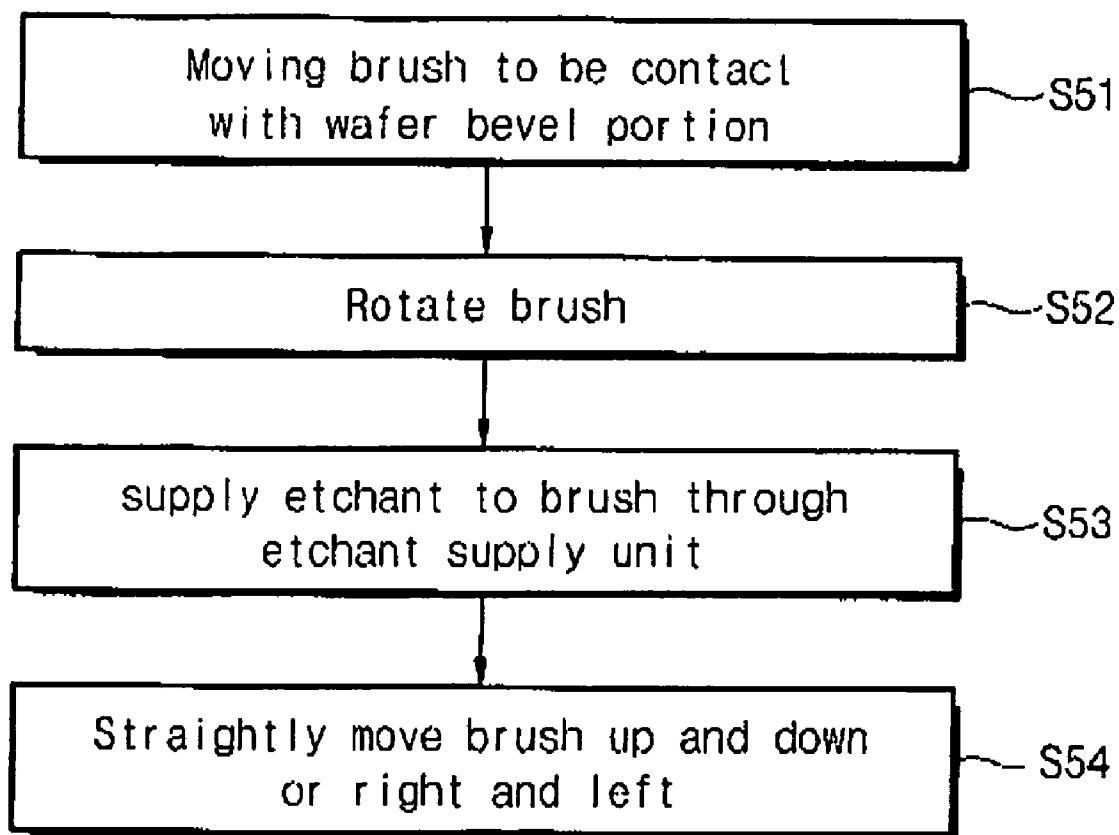 Moving brush to be contact
with wafer bevel portion
S51
Rotate brush
S52
supply etchant to brush through
etchant supply unit
S53
Straightly move brush up and down
or right and left
S54